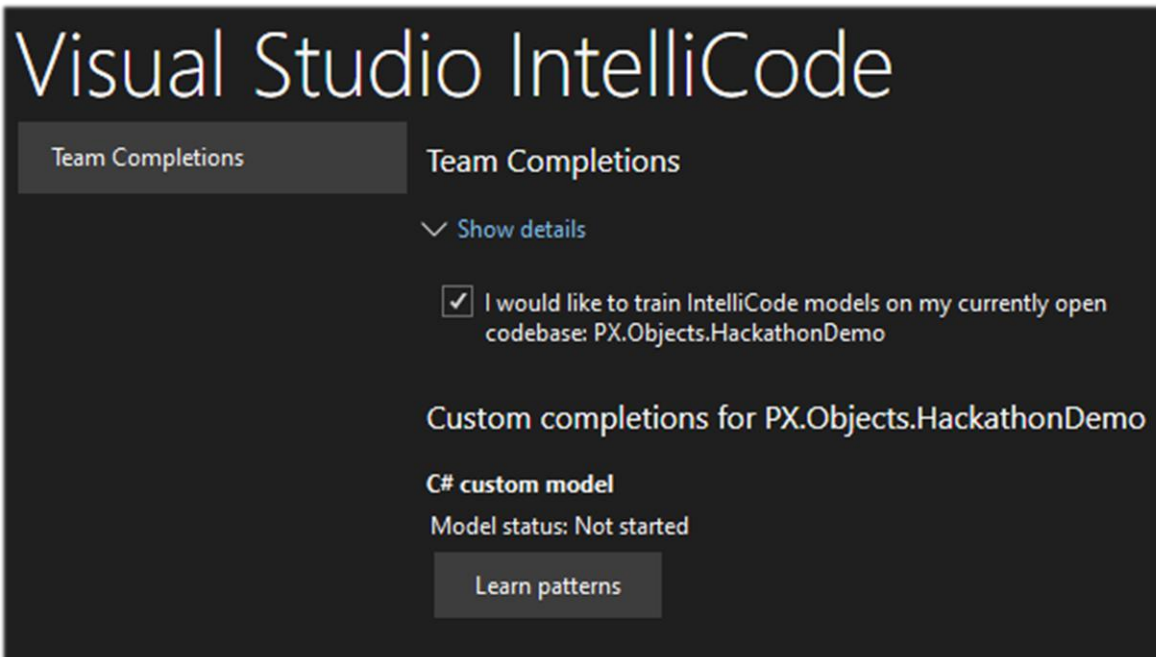 Visual Studio IntelliCode
Team Completions
Team Completions
Show details
I would like to train IntelliCode models on my currently open
codebase: PX.Objects.HackathonDemo
Custom completions for PX.Objects.HackathonDemo
C# custom model
Model status: Not started
Learn patterns